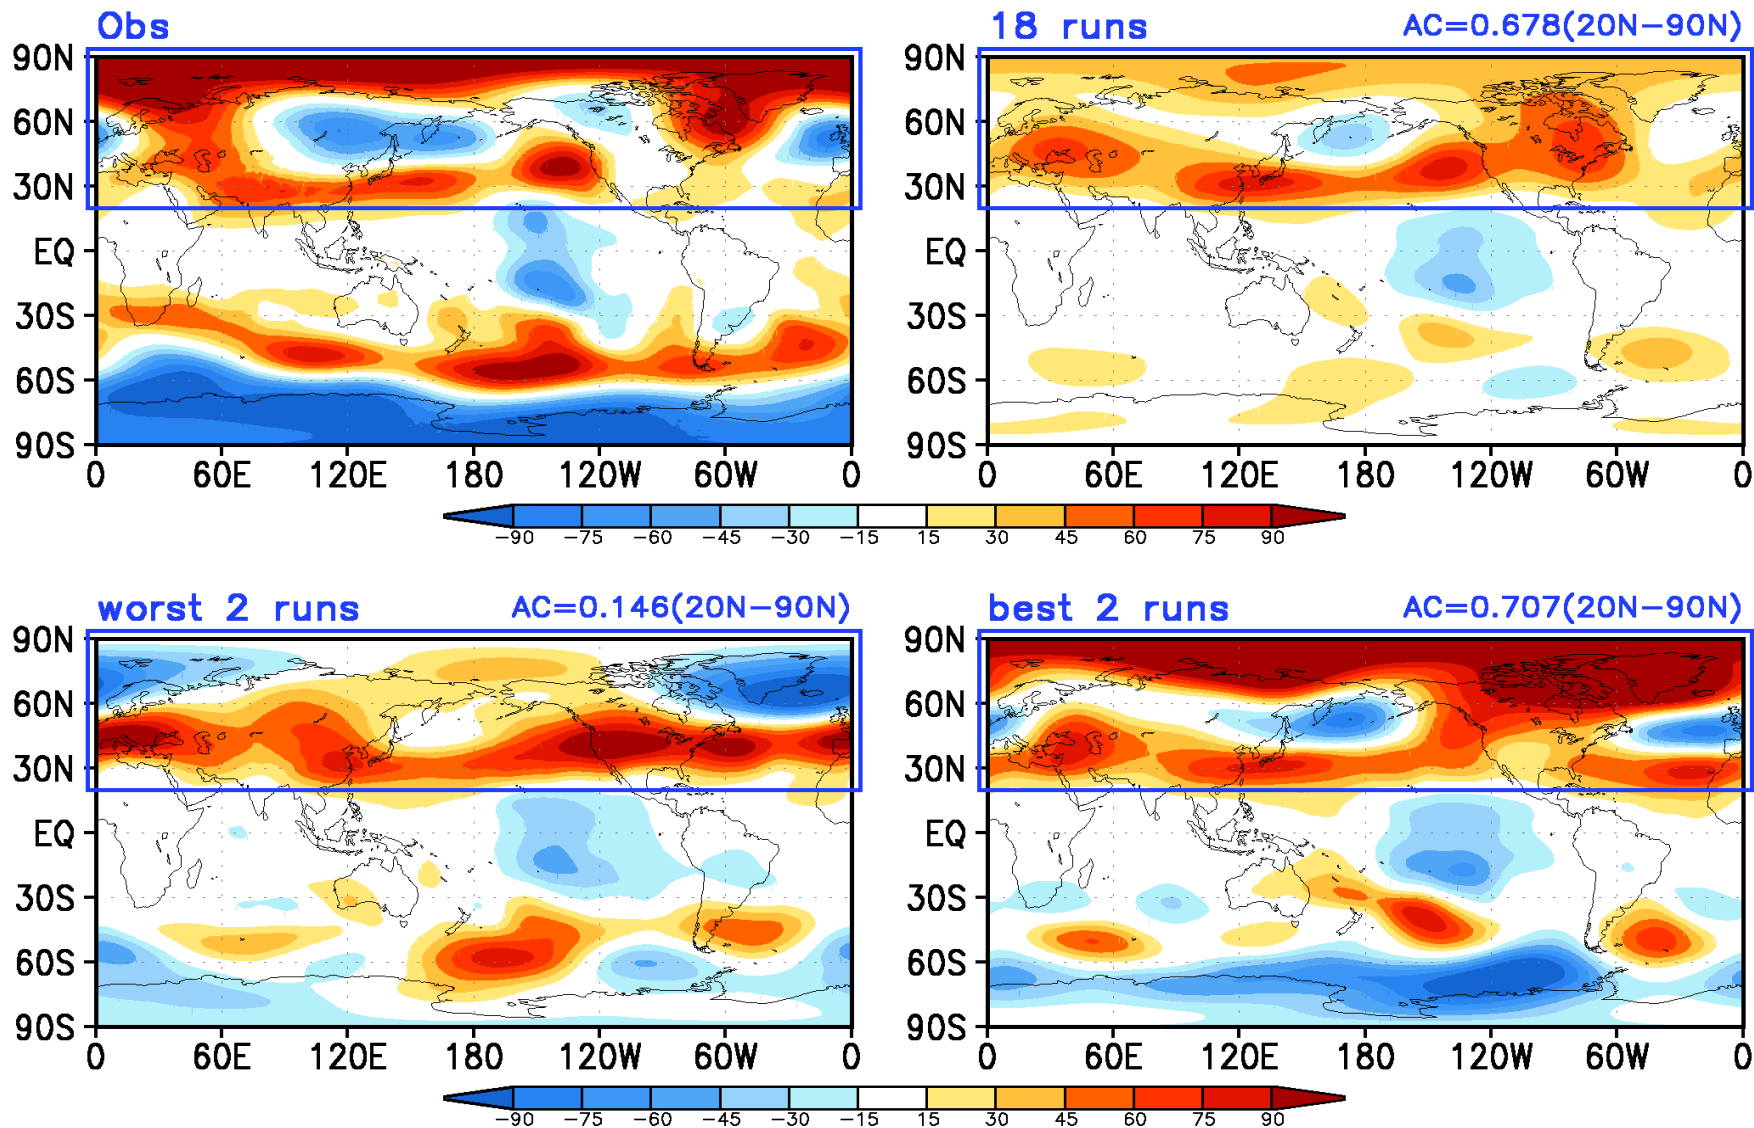 Obs
18 runs AC=0.678(20N−90N)
90N 90N
60N 60N
30N 30N
EQ EQ
30S 30S
60S 60S
90S 90S
0 60E 120E 180 120W 60W 0 0 60E 120E 180 120W 60W 0
−90 −75 −60 −45 −30 −15 15 30 45 60 75 90
worst 2 runs AC=0.146(20N−90N) best 2 runs AC=0.707(20N−90N)
90N 90N
60N 60N
30N 30N
EQ EQ
30S 30S
60S 60S
90S 90S
0 60E 120E 180 120W 60W 0 0 60E 120E 180 120W 60W 0
−90 −75 −60 −45 −30 −15 15 30 45 60 75 90